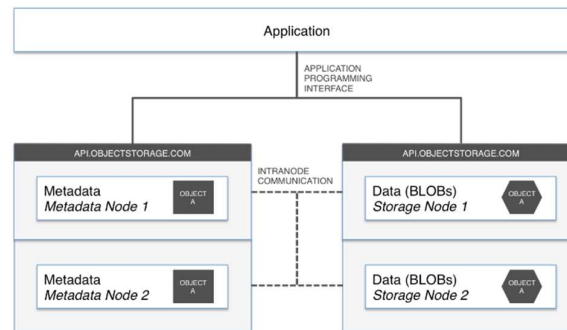 Application
APPLICATION
PROGRAMMING
INTERFACE
API.OBJECTSTORAGE.COM
API.OBJECTSTORAGE.COM
INTRANODE
COMMUNICATION
Metadata
Metadata Node 1
OBJECT
A
Data (BLOBs)
Storage Node 1
OBJECT
A
Metadata
Metadata Node 2
OBJECT
A
Data (BLOBs)
Storage Node 2
OBJECT
A